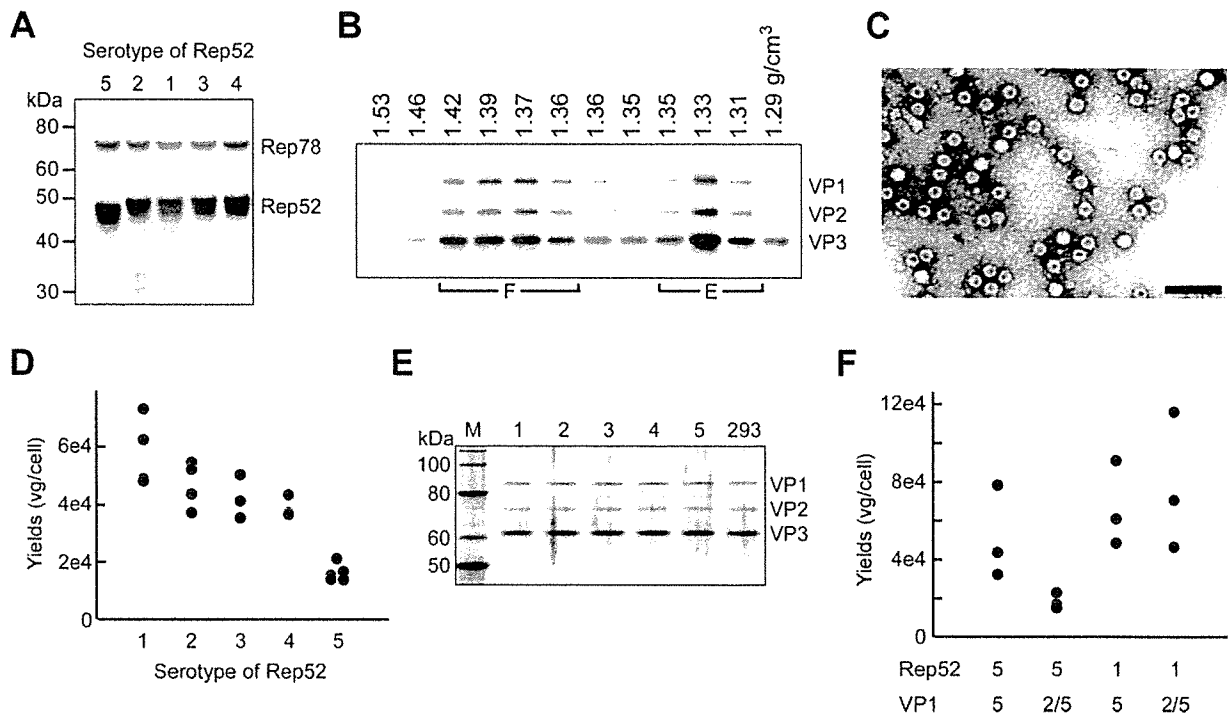 A
Serotype of Rep52
5 2 1 3 4
kDa
80
60
50
40
30
Rep78
Rep52
B
1.53 1.46 1.42 1.39 1.37 1.36 1.36 1.35 1.35 1.33 1.31 1.29 g/cm³
VP1
VP2
VP3
F E
C
D
Yields (vg/cell)
6e4
4e4
2e4
0
1 2 3 4 5
Serotype of Rep52
E
kDa M 1 2 3 4 5 293
100
80
60
50
VP1
VP2
VP3
F
Yields (vg/cell)
12e4
8e4
4e4
0
Rep52 5 5 1 1
VP1 5 2/5 5 2/5